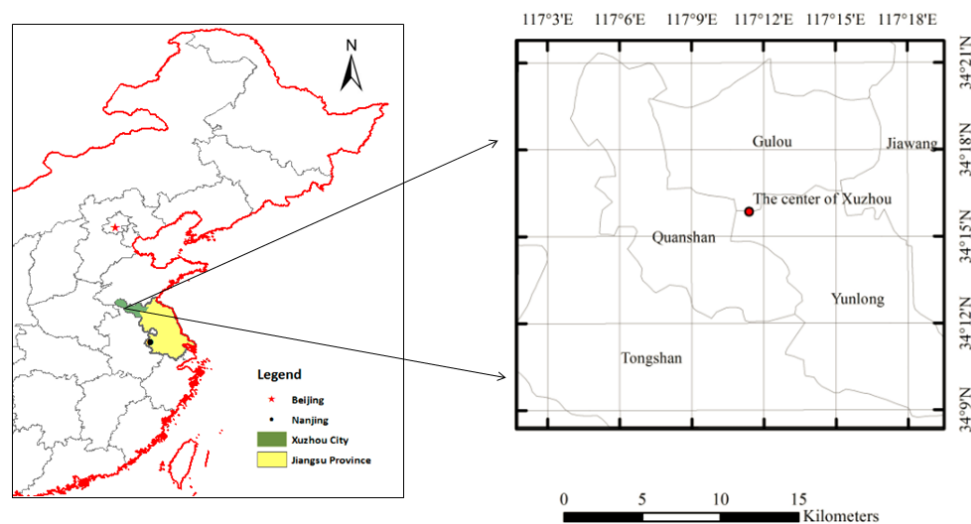 N
Legend
Beijing
Nanjing
Xuzhou City
Jiangsu Province
117°3'E 117°6'E 117°9'E 117°12'E 117°15'E 117°18'E
34°21'N
34°18'N
34°15'N
34°12'N
34°9'N
Gulou
Jiawang
The center of Xuzhou
Quanshan
Yunlong
Tongshan
0 5 10 15
Kilometers